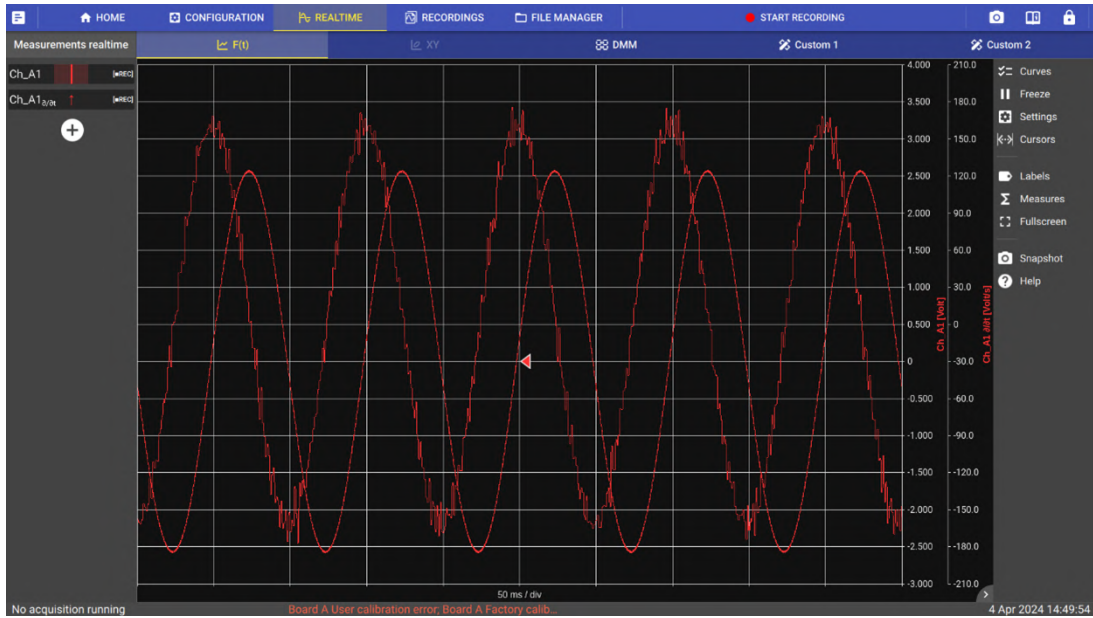 HOME CONFIGURATION REALTIME RECORDINGS FILE MANAGER START RECORDING
Measurements realtime F(t) XY DMM Custom 1 Custom 2
Ch_A1 [●REC]
Ch_A1∂/∂t ↑ [●REC]
4.000 210.0
3.500 180.0
3.000 150.0
2.500 120.0
2.000 90.0
1.500 60.0
1.000 30.0
0.500 0
0 -30.0
-0.500 -60.0
-1.000 -90.0
-1.500 -120.0
-2.000 -150.0
-2.500 -180.0
-3.000 -210.0
Ch_A1 [Volt]
Ch_A1 ∂/∂t [Volt/s]
Curves
Freeze
Settings
Cursors
Labels
Measures
Fullscreen
Snapshot
Help
50 ms / div
No acquisition running Board A User calibration error; Board A Factory calib... 4 Apr 2024 14:49:54